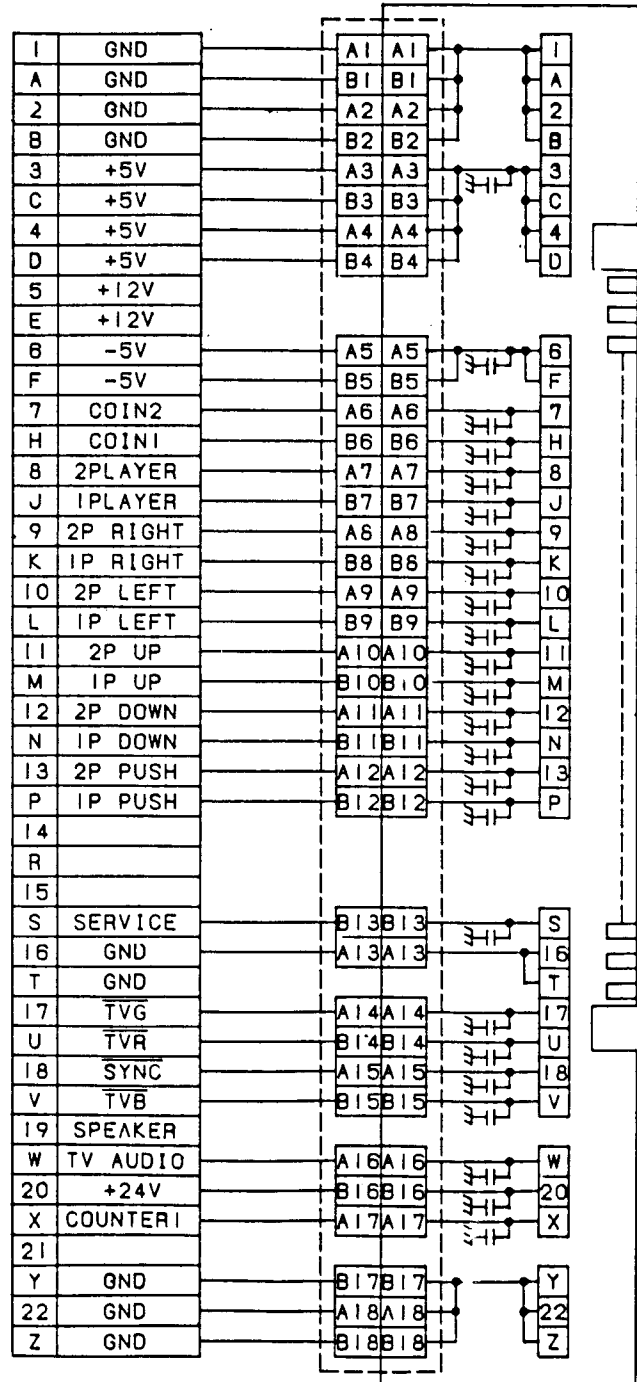 1 GND A1 A1 1
A GND B1 B1 A
2 GND A2 A2 2
B GND B2 B2 B
3 +5V A3 A3 3
C +5V B3 B3 C
4 +5V A4 A4 4
D +5V B4 B4 D
5 +12V
E +12V
6 -5V A5 A5 6
F -5V B5 B5 F
7 COIN2 A6 A6 7
H COIN1 B6 B6 H
8 2PLAYER A7 A7 8
J 1PLAYER B7 B7 J
9 2P RIGHT A8 A8 9
K 1P RIGHT B8 B8 K
10 2P LEFT A9 A9 10
L 1P LEFT B9 B9 L
11 2P UP A10 A10 11
M 1P UP B10 B10 M
12 2P DOWN A11 A11 12
N 1P DOWN B11 B11 N
13 2P PUSH A12 A12 13
P 1P PUSH B12 B12 P
14
R
15
S SERVICE B13 B13 S
16 GND A13 A13 16
T GND T
17 TVG A14 A14 17
U TVR B14 B14 U
18 SYNC A15 A15 18
V TVB B15 B15 V
19 SPEAKER
W TV AUDIO A16 A16 W
20 +24V B16 B16 20
X COUNTER1 A17 A17 X
21
Y GND B17 B17 Y
22 GND A18 A18 22
Z GND B18 B18 Z